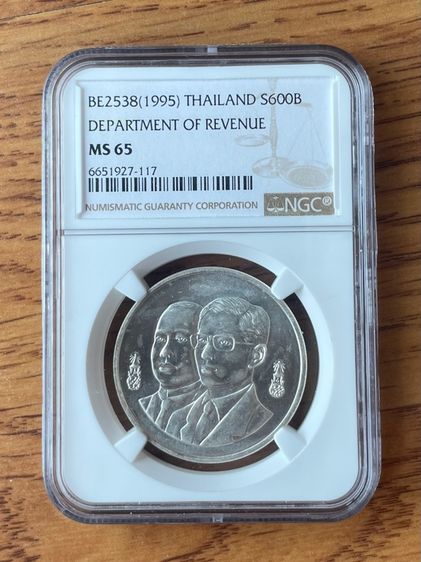 BE2538(1995) THAILAND S600B
DEPARTMENT OF REVENUE
MS 65
6651927-117
NUMISMATIC GUARANTY CORPORATION NGC®